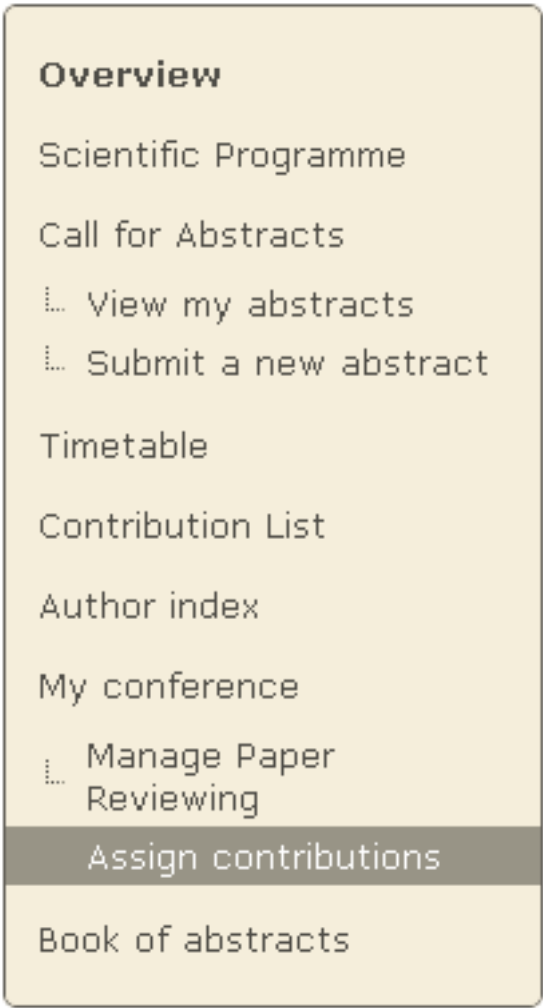 Overview
Scientific Programme
Call for Abstracts
View my abstracts
Submit a new abstract
Timetable
Contribution List
Author index
My conference
Manage Paper
Reviewing
Assign contributions
Book of abstracts